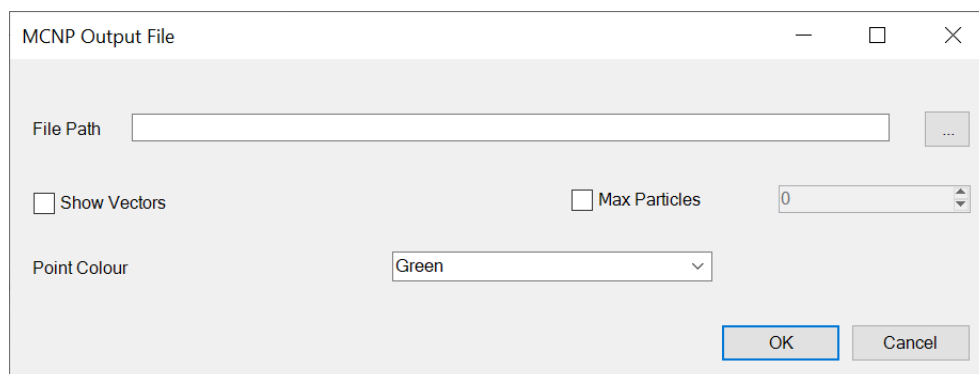 MCNP Output File
File Path
...
Show Vectors
Max Particles
0
Point Colour
Green
OK
Cancel